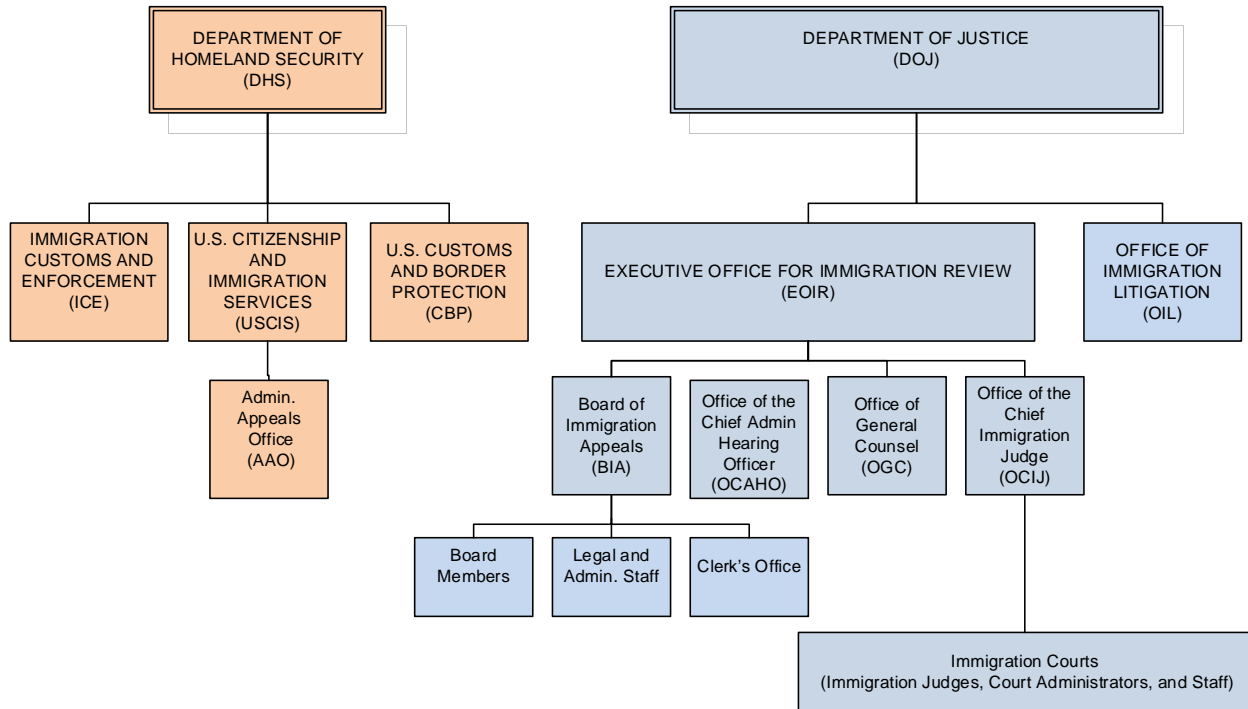 DEPARTMENT OF
HOMELAND SECURITY
(DHS)
DEPARTMENT OF JUSTICE
(DOJ)
IMMIGRATION
CUSTOMS AND
ENFORCEMENT
(ICE)
U.S. CITIZENSHIP
AND
IMMIGRATION
SERVICES
(USCIS)
U.S. CUSTOMS
AND BORDER
PROTECTION
(CBP)
EXECUTIVE OFFICE FOR IMMIGRATION REVIEW
(EOIR)
OFFICE OF
IMMIGRATION
LITIGATION
(OIL)
Admin.
Appeals
Office
(AAO)
Board of
Immigration
Appeals
(BIA)
Office of the
Chief Admin
Hearing
Officer
(OCAHO)
Office of
General
Counsel
(OGC)
Office of the
Chief
Immigration
Judge
(OCIJ)
Board
Members
Legal and
Admin. Staff
Clerk's Office
Immigration Courts
(Immigration Judges, Court Administrators, and Staff)